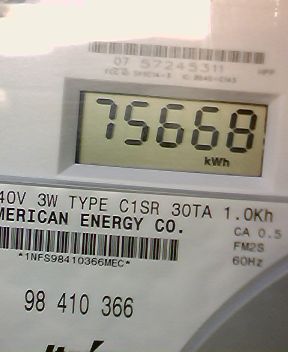 07 57245311
75668
kWh
40V 3W TYPE C1SR 30TA 1.0Kh
MERICAN ENERGY CO.
CA 0.5
FM2S
*1NFS98410366MEC*
60Hz
98 410 366